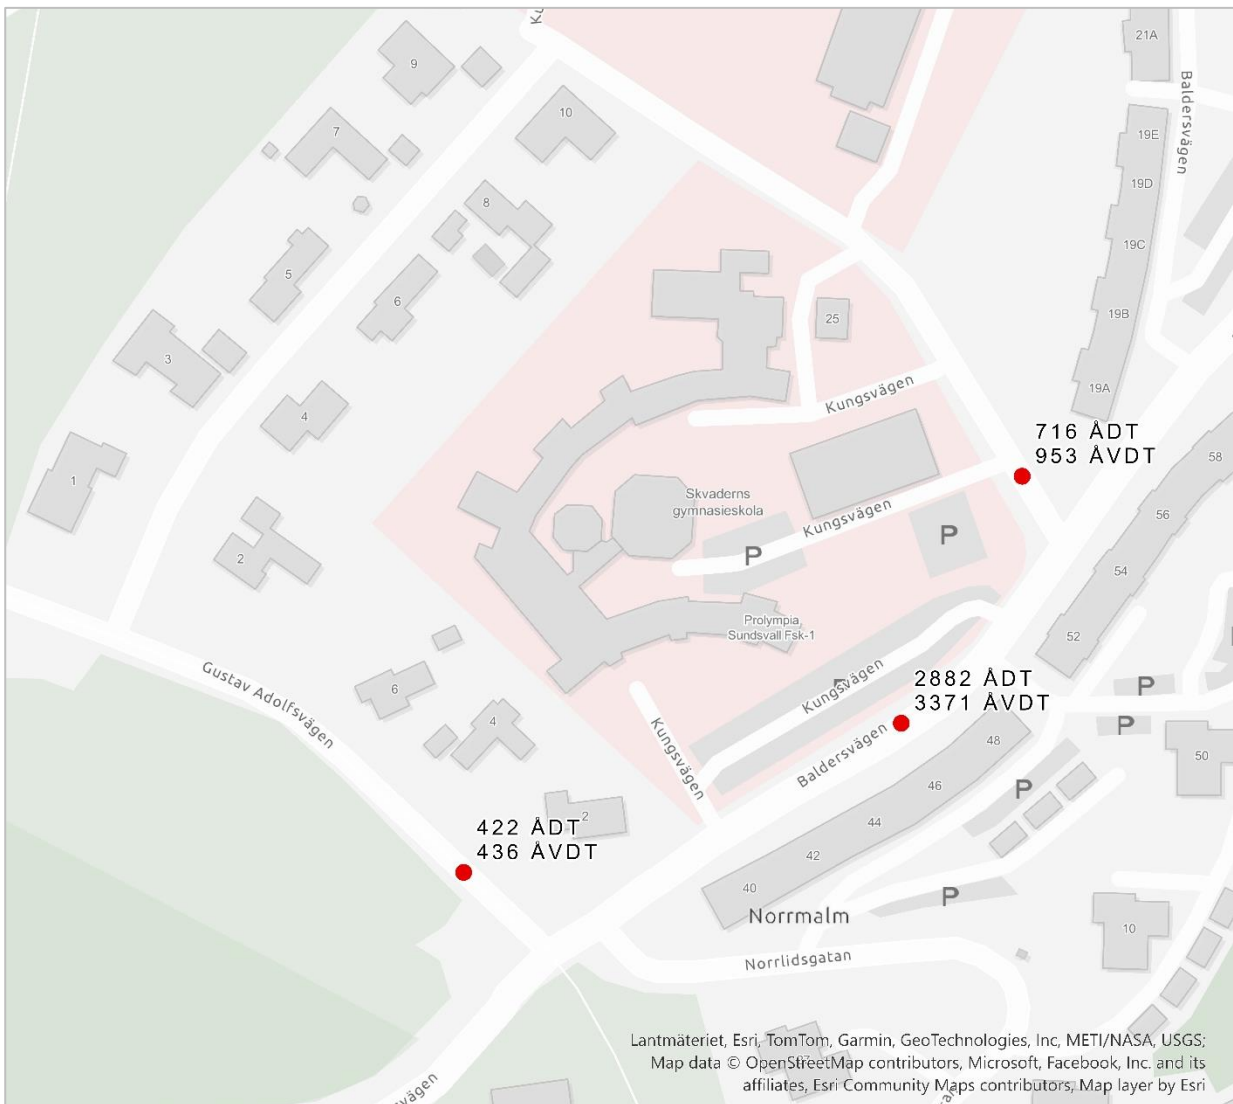 21A
9
Baldersvägen
10
7
19E
19D
8
19C
5
6
19B
25
3
19A
Kungsvägen
4
716 ÅDT
953 ÅVDT
58
1
Skvaderns
gymnasieskola
Kungsvägen
56
P
P
2
54
Prolympia
Sundsvall Fsk-1
52
Gustav Adolfsvägen
6
Kungsvägen
2882 ÅDT
3371 ÅVDT
P
P
4
Kungsvägen
Baldersvägen
48
50
46
P
2
44
422 ÅDT
436 ÅVDT
42
40
P
Norrmalm
10
Norrlidsgatan
Lantmäteriet, Esri, TomTom, Garmin, GeoTechnologies, Inc, METI/NASA, USGS;
Map data © OpenStreetMap contributors, Microsoft, Facebook, Inc. and its
affiliates, Esri Community Maps contributors, Map layer by Esri